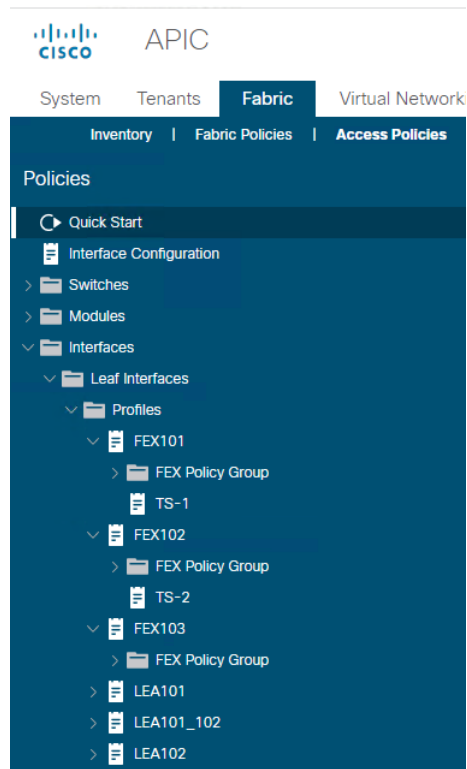 CISCO APIC
System Tenants Fabric Virtual Network
Inventory | Fabric Policies | Access Policies
Policies
Quick Start
Interface Configuration
Switches
Modules
Interfaces
Leaf Interfaces
Profiles
FEX101
FEX Policy Group
TS-1
FEX102
FEX Policy Group
TS-2
FEX103
FEX Policy Group
LEA101
LEA101_102
LEA102